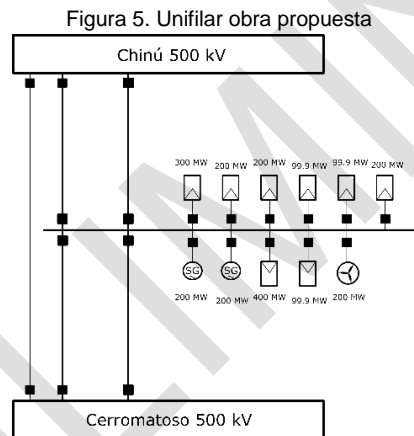 Figura 5. Unifilar obra propuesta
Chinú 500 kV
300 MW 200 MW 200 MW 99.9 MW 99.9 MW 200 MW
SG SG
200 MW 200 MW 400 MW 99.9 MW 200 MW
Cerromatoso 500 kV